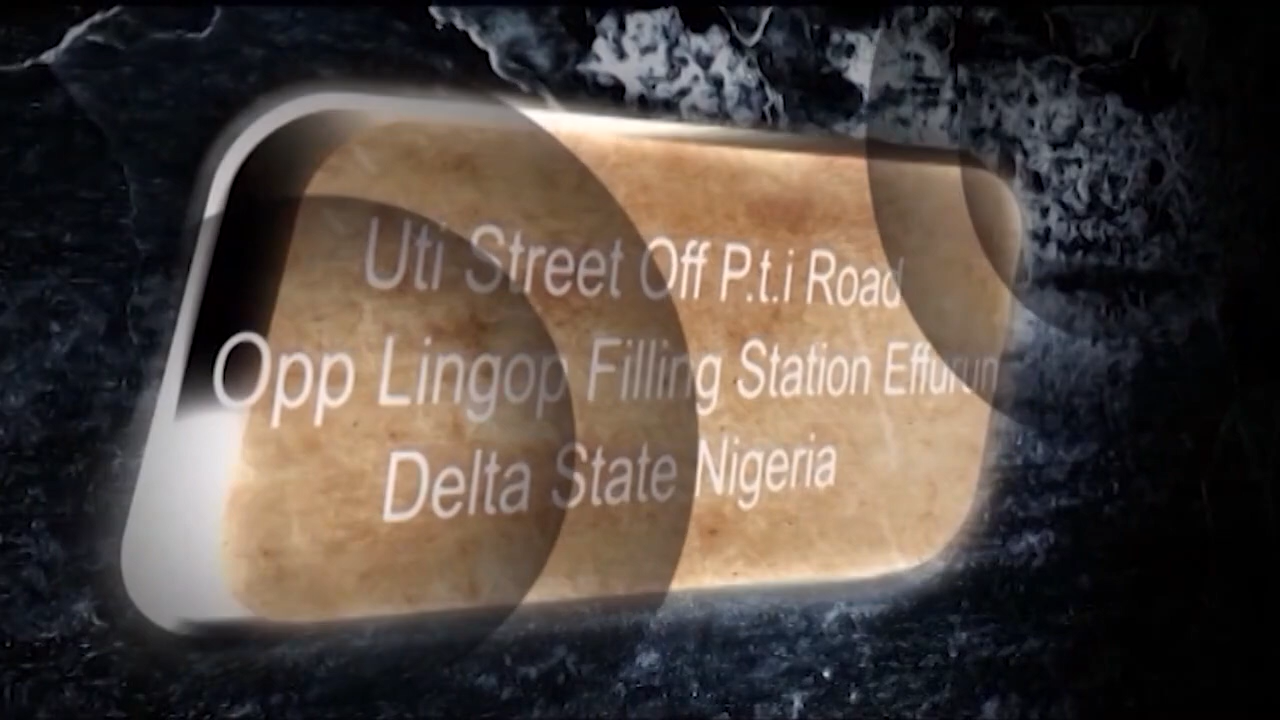 Uti Street Off P.t.i Road
Opp Lingop Filling Station Effurun
Delta State Nigeria